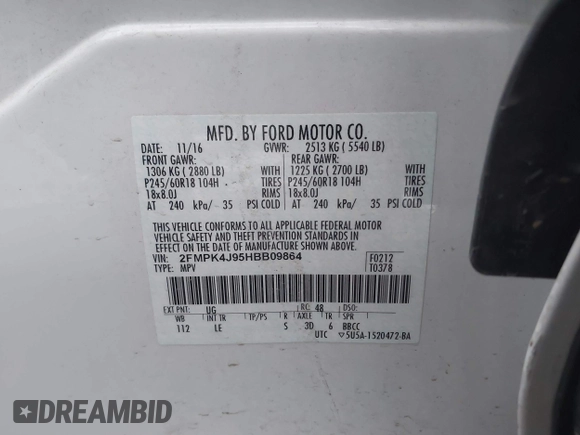 MFD. BY FORD MOTOR CO.
DATE: 11/16 GVWR: 2513 KG ( 5540 LB)
FRONT GAWR: REAR GAWR:
1306 KG ( 2880 LB) WITH 1225 KG ( 2700 LB) WITH
P245/60R18 104H TIRES P245/60R18 104H TIRES
18x8.0J RIMS 18x8.0J RIMS
AT 240 kPa/ 35 PSI COLD AT 240 kPa/ 35 PSI COLD
THIS VEHICLE CONFORMS TO ALL APPLICABLE FEDERAL MOTOR
VEHICLE SAFETY AND THEFT PREVENTION STANDARDS IN
EFFECT ON THE DATE OF MANUFACTURE SHOWN ABOVE.
VIN: 2FMPK4J95HBB09864 F0212
TYPE: MPV T0378
EXT PNT: UG RC: 48 DSO:
WB INT TR TP/PS R AXLE TR SPR
112 LE S 3D 6 BBCC
UTC ▽5U5A-1520472-BA
DREAMBID